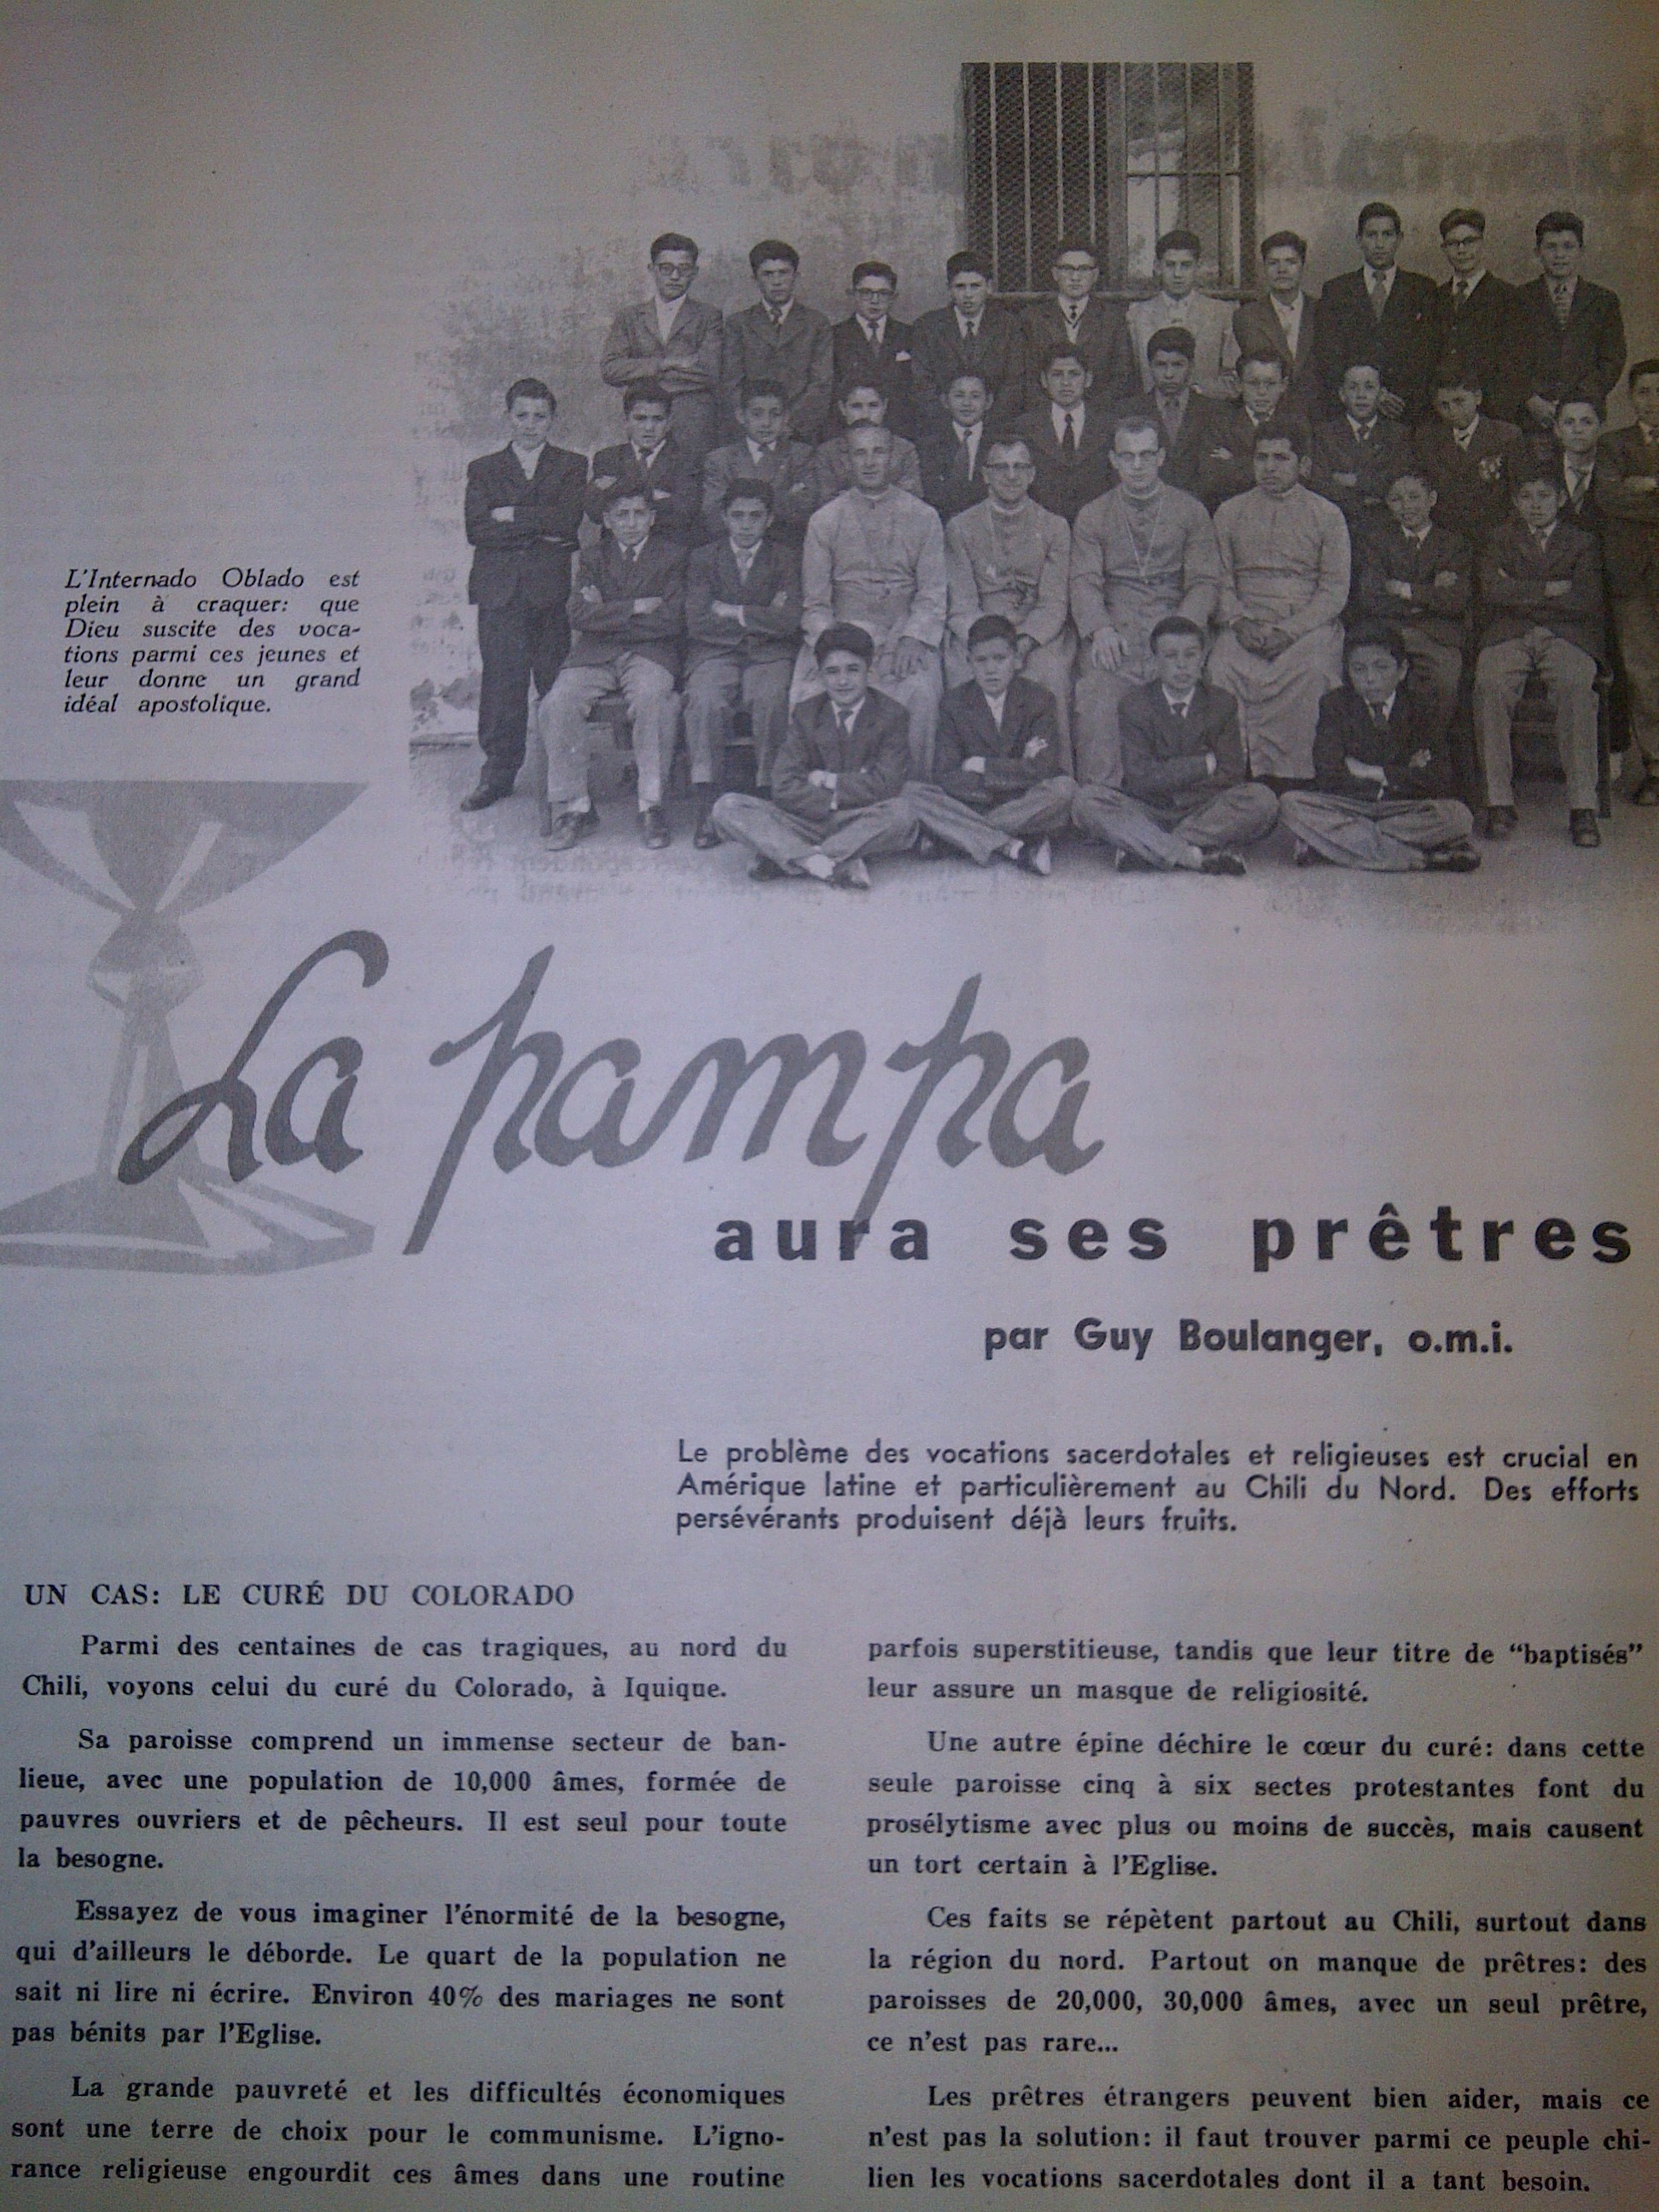 L'Internado Oblado est
plein à craquer: que
Dieu suscite des voca-
tions parmi ces jeunes et
leur donne un grand
idéal apostolique.
La pampa
aura ses prêtres
par Guy Boulanger, o.m.i.
Le problème des vocations sacerdotales et religieuses est crucial en
Amérique latine et particulièrement au Chili du Nord. Des efforts
persévérants produisent déjà leurs fruits.
UN CAS: LE CURÉ DU COLORADO
Parmi des centaines de cas tragiques, au nord du
Chili, voyons celui du curé du Colorado, à Iquique.
Sa paroisse comprend un immense secteur de ban-
lieue, avec une population de 10,000 âmes, formée de
pauvres ouvriers et de pêcheurs. Il est seul pour toute
la besogne.
Essayez de vous imaginer l'énormité de la besogne,
qui d'ailleurs le déborde. Le quart de la population ne
sait ni lire ni écrire. Environ 40% des mariages ne sont
pas bénits par l'Eglise.
La grande pauvreté et les difficultés économiques
sont une terre de choix pour le communisme. L'igno-
rance religieuse engourdit ces âmes dans une routine
parfois superstitieuse, tandis que leur titre de “baptisés”
leur assure un masque de religiosité.
Une autre épine déchire le cœur du curé: dans cette
seule paroisse cinq à six sectes protestantes font du
prosélytisme avec plus ou moins de succès, mais causent
un tort certain à l'Eglise.
Ces faits se répètent partout au Chili, surtout dans
la région du nord. Partout on manque de prêtres: des
paroisses de 20,000, 30,000 âmes, avec un seul prêtre,
ce n'est pas rare...
Les prêtres étrangers peuvent bien aider, mais ce
n'est pas la solution: il faut trouver parmi ce peuple chi-
lien les vocations sacerdotales dont il a tant besoin.